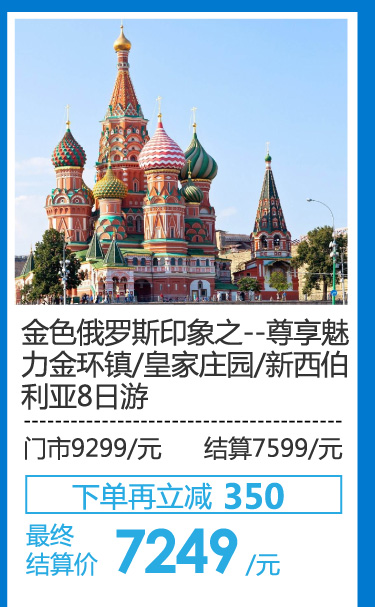 金色俄罗斯印象之--尊享魅
力金环镇/皇家庄园/新西伯
利亚8日游
门市9299/元 结算7599/元
下单再立减 350
最终
结算价 7249 /元